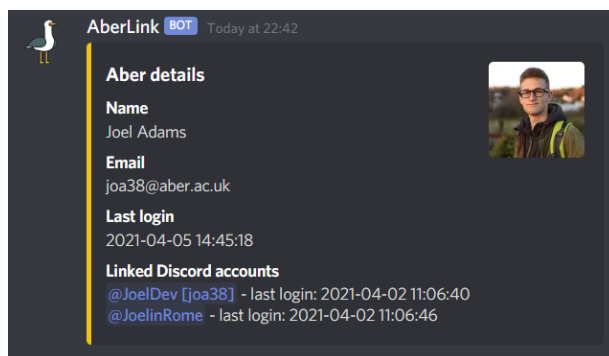 AberLink BOT Today at 22:42
Aber details
Name
Joel Adams
Email
joa38@aber.ac.uk
Last login
2021-04-05 14:45:18
Linked Discord accounts
@JoelDev [joa38] - last login: 2021-04-02 11:06:40
@JoelinRome - last login: 2021-04-02 11:06:46